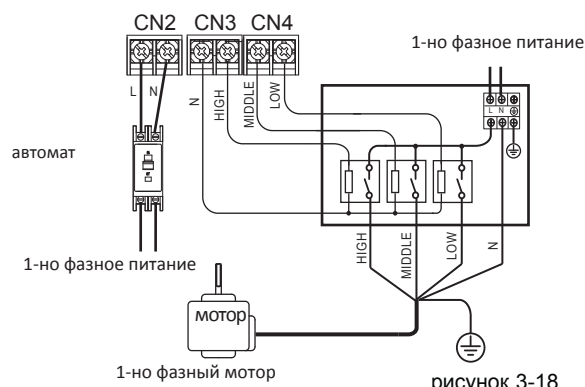 CN2 CN3 CN4
1-но фазное питание
L N
N
HIGH
MIDDLE
LOW
L N
автомат
HIGH
MIDDLE
LOW
N
1-но фазное питание
мотор
1-но фазный мотор
рисунок 3-18